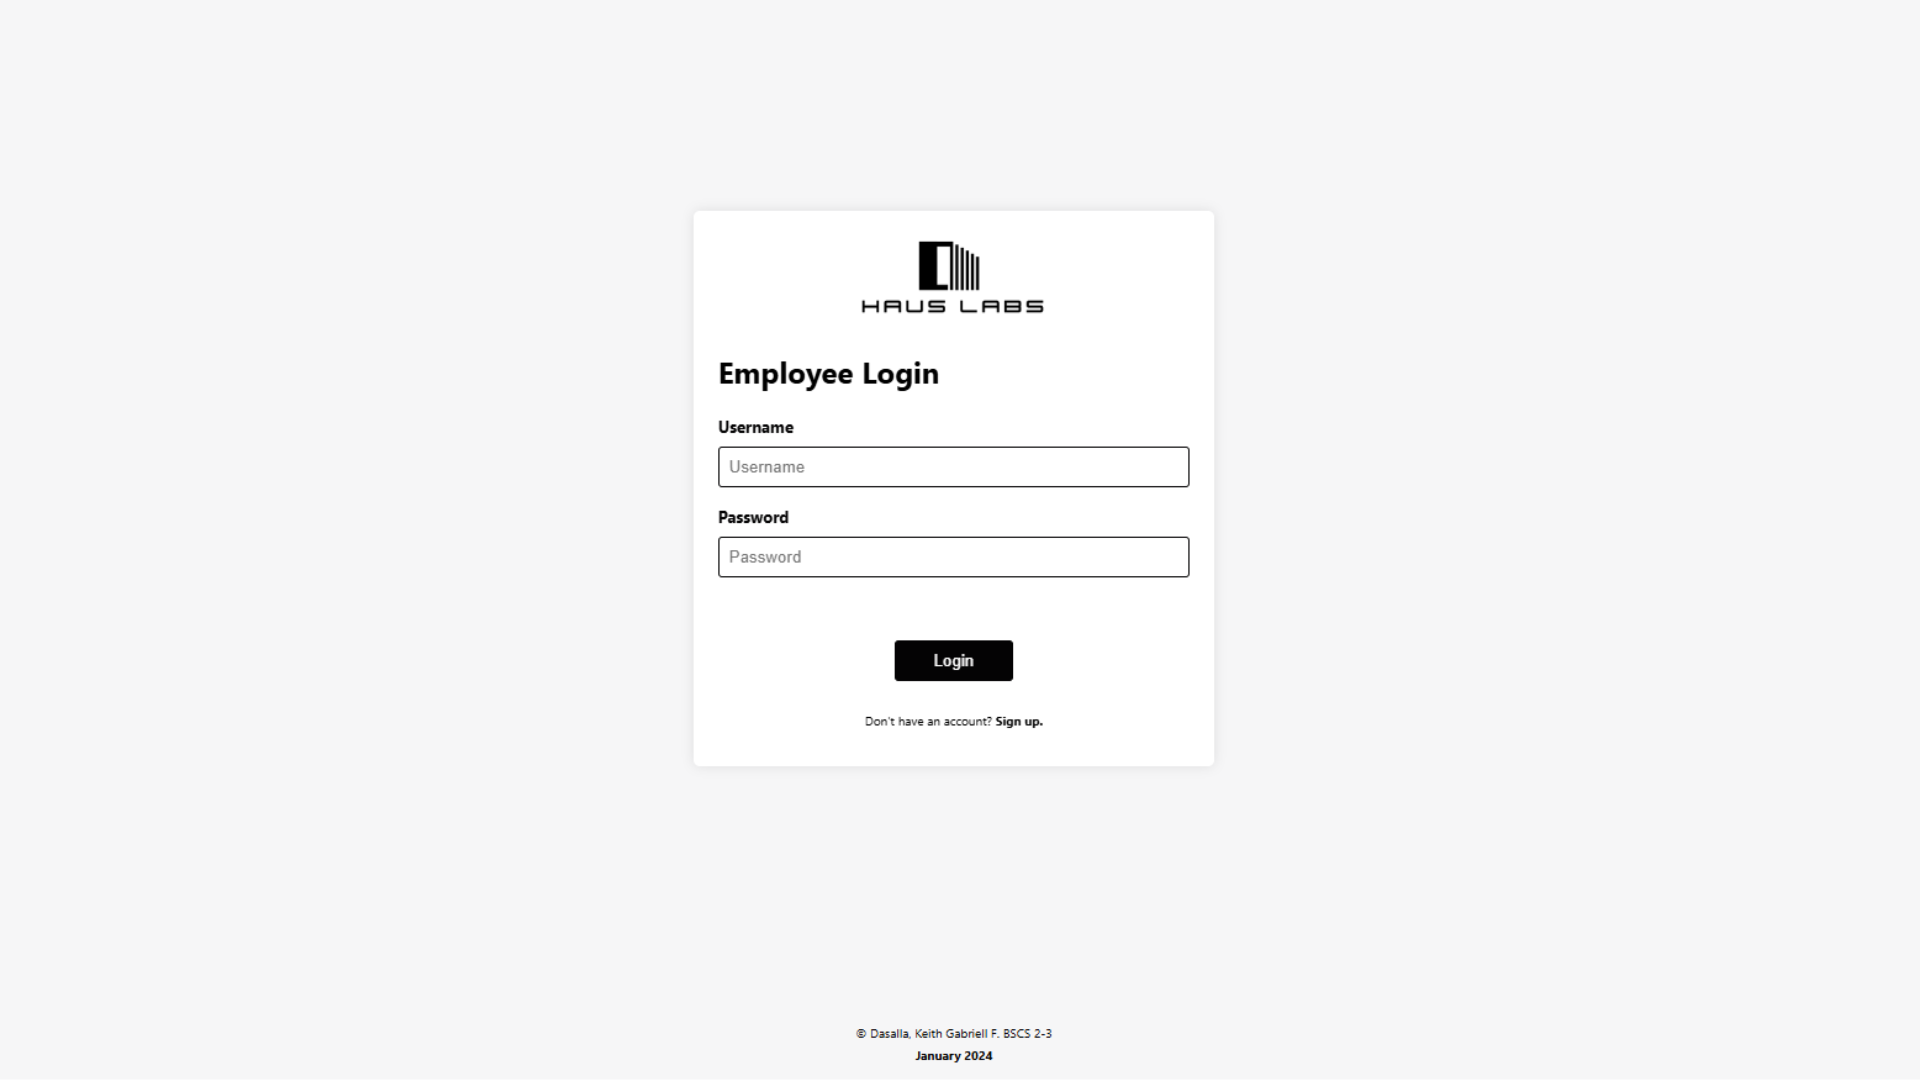 HAUS LABS
Employee Login
Username
Username
Password
Password
Login
Don't have an account? Sign up.
© Dasalla, Keith Gabriell F. BSCS 2-3
January 2024